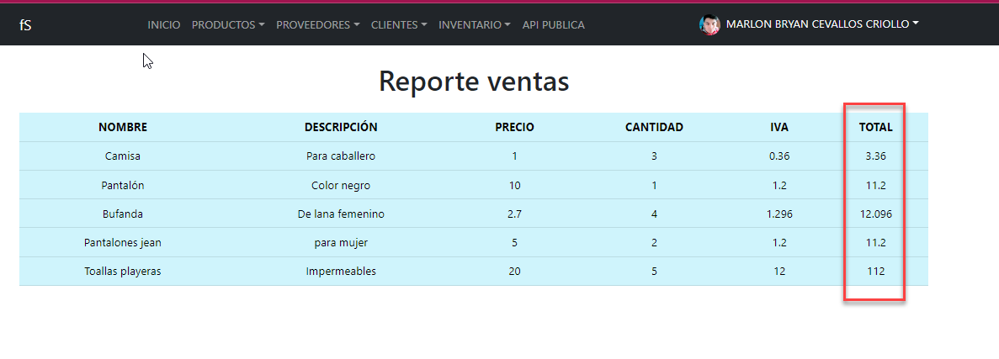 fS INICIO PRODUCTOS PROVEEDORES CLIENTES INVENTARIO API PUBLICA MARLON BRYAN CEVALLOS CRIOLLO
Reporte ventas
NOMBRE DESCRIPCIÓN PRECIO CANTIDAD IVA TOTAL
Camisa Para caballero 1 3 0.36 3.36
Pantalón Color negro 10 1 1.2 11.2
Bufanda De lana femenino 2.7 4 1.296 12.096
Pantalones jean para mujer 5 2 1.2 11.2
Toallas playeras Impermeables 20 5 12 112